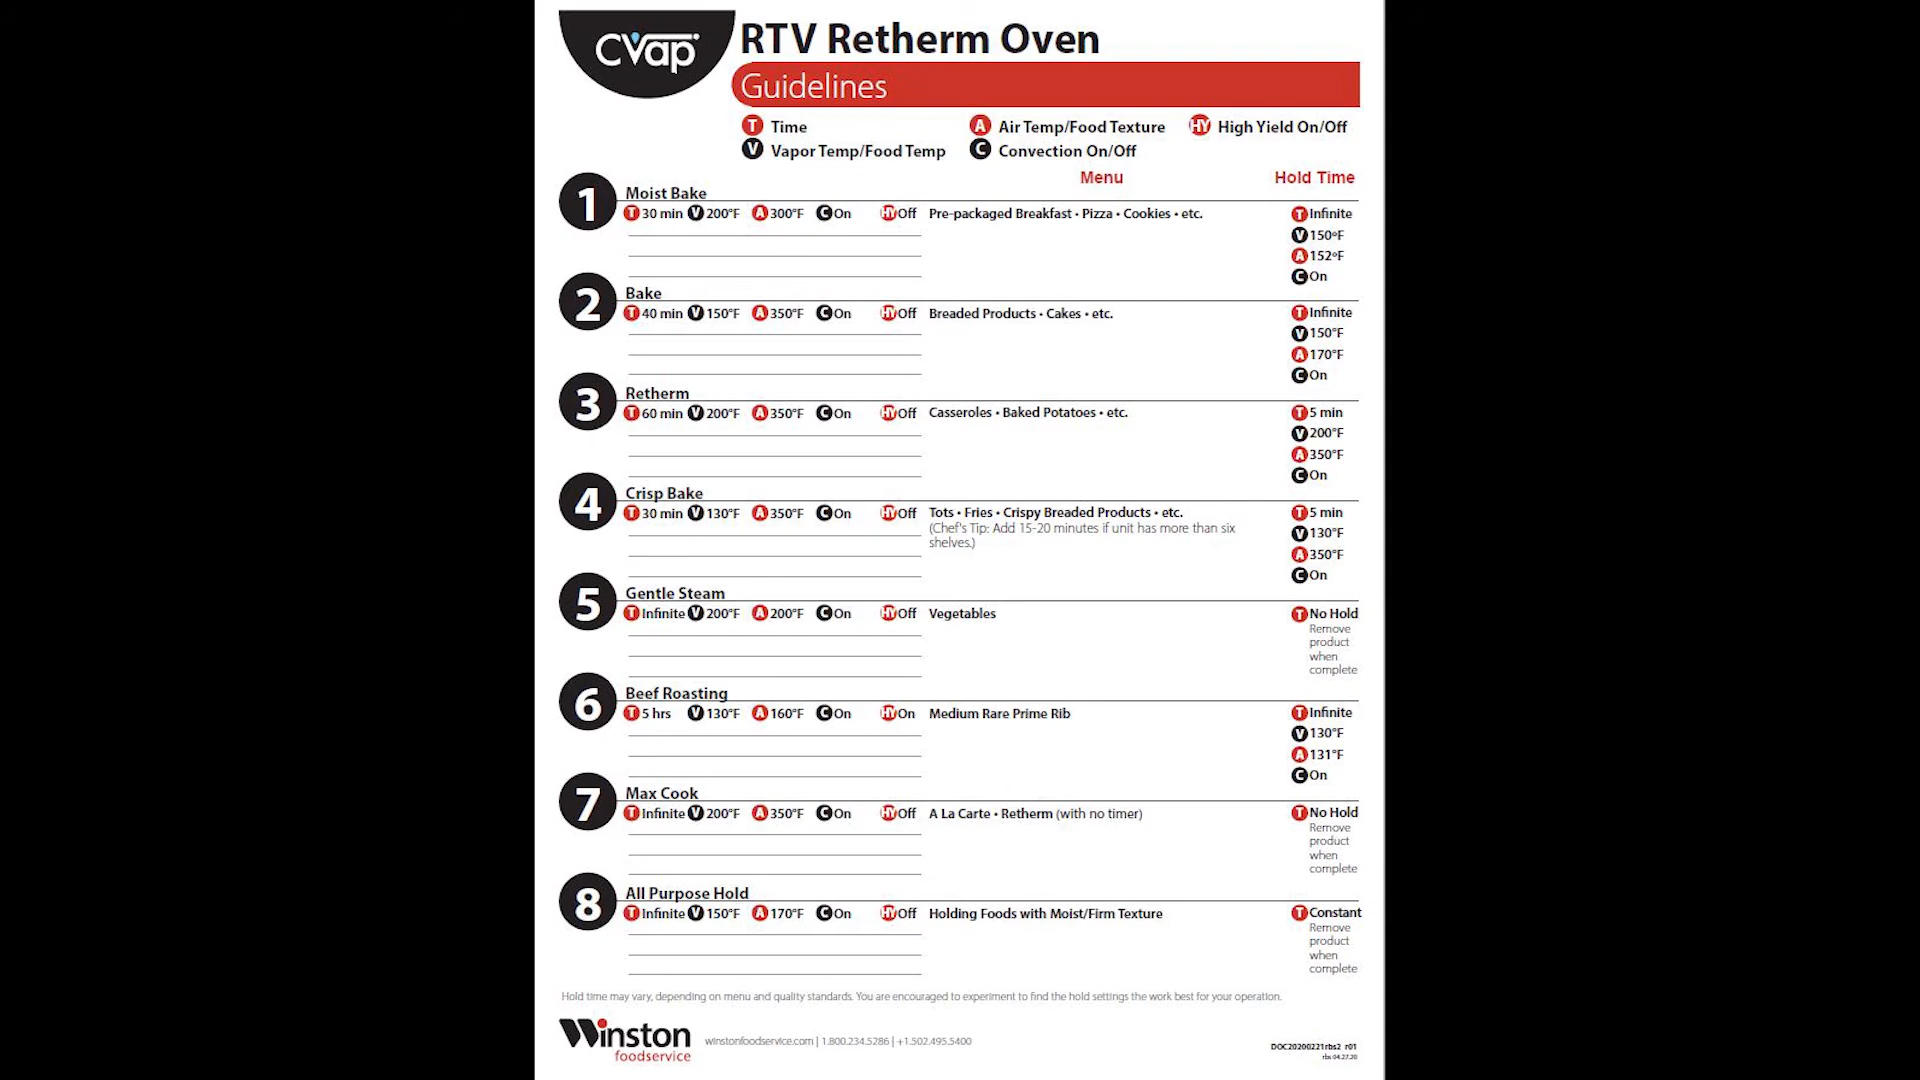 CVap
RTV Retherm Oven
Guidelines
T Time
A Air Temp/Food Texture
HY High Yield On/Off
V Vapor Temp/Food Temp
C Convection On/Off
Menu
Hold Time
1 Moist Bake
T 30 min V 200°F A 300°F C On HY Off Pre-packaged Breakfast • Pizza • Cookies • etc. T Infinite
V 150ºF
A 152ºF
C On
2 Bake
T 40 min V 150°F A 350°F C On HY Off Breaded Products • Cakes • etc. T Infinite
V 150°F
A 170°F
C On
3 Retherm
T 60 min V 200°F A 350°F C On HY Off Casseroles • Baked Potatoes • etc. T 5 min
V 200°F
A 350°F
C On
4 Crisp Bake
T 30 min V 130°F A 350°F C On HY Off Tots • Fries • Crispy Breaded Products • etc. T 5 min
(Chef's Tip: Add 15-20 minutes if unit has more than six
shelves.)
V 130°F
A 350°F
C On
5 Gentle Steam
T Infinite V 200°F A 200°F C On HY Off Vegetables T No Hold
Remove
product
when
complete
6 Beef Roasting
T 5 hrs V 130°F A 160°F C On HY On Medium Rare Prime Rib T Infinite
V 130°F
A 131°F
C On
7 Max Cook
T Infinite V 200°F A 350°F C On HY Off A La Carte • Retherm (with no timer) T No Hold
Remove
product
when
complete
8 All Purpose Hold
T Infinite V 150°F A 170°F C On HY Off Holding Foods with Moist/Firm Texture T Constant
Remove
product
when
complete
Hold time may vary, depending on menu and quality standards. You are encouraged to experiment to find the hold settings the work best for your operation.
Winston
foodservice
winstonfoodservice.com | 1.800.234.5286 | +1.502.495.5400
DOC20200221rbs2 r01
rbs 04.27.20